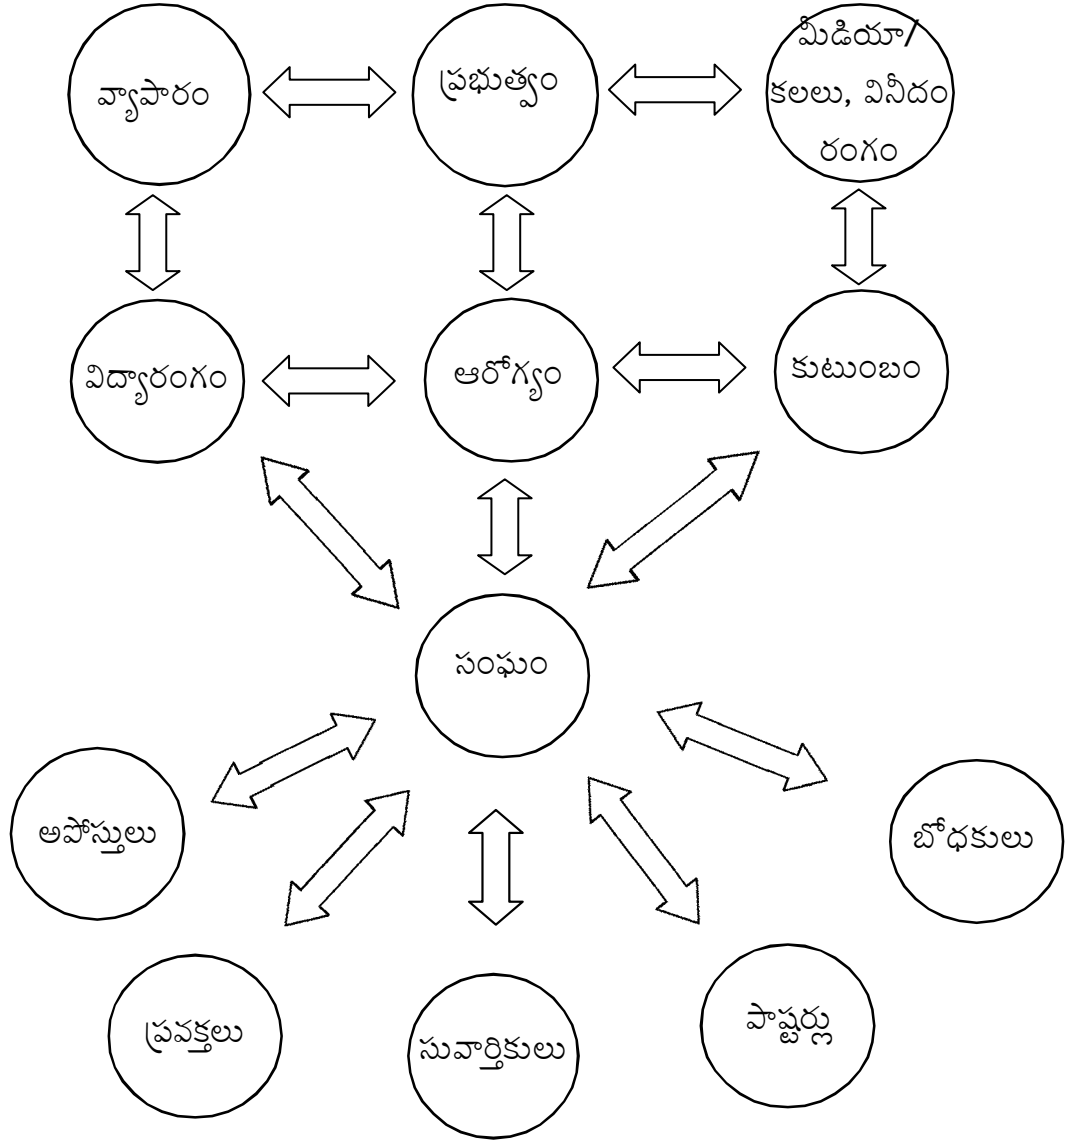 వ్యాపారం
ప్రభుత్వం
మీడియా/
కలలు, వినీదం
రంగం
విద్యారంగం
ఆరోగ్యం
కుటుంబం
సంఘం
అపోస్తులు
బోధకులు
ప్రవక్తలు
సువార్తికులు
పాష్టర్లు